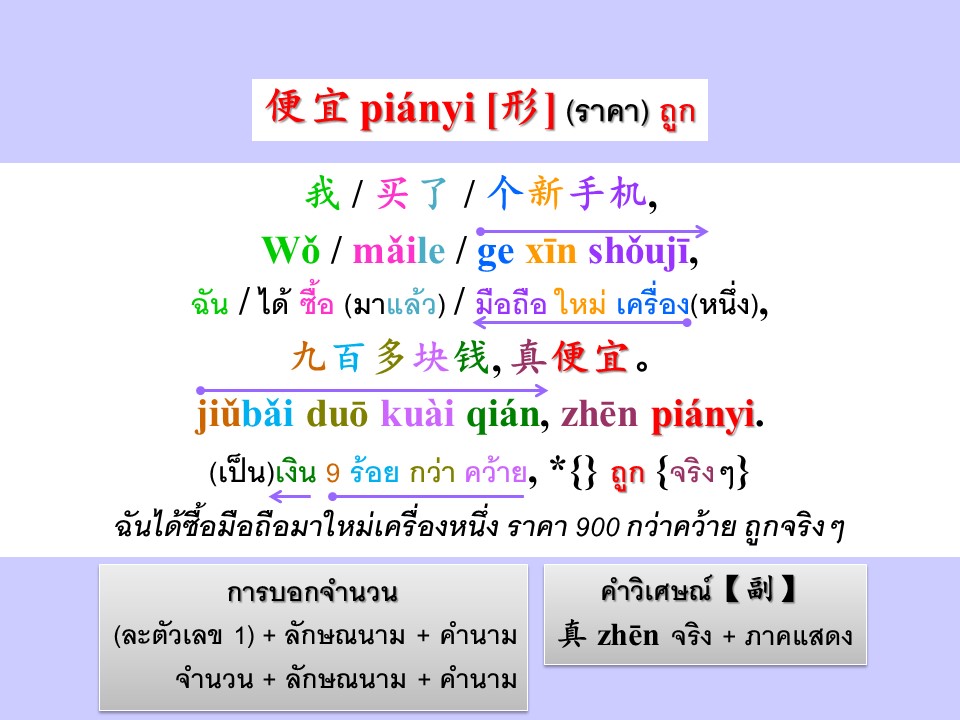 便宜 piányi [形] (ราคา) ถูก
我 / 买了 / 个新手机,
Wǒ / mǎile / ge xīn shǒujī,
ฉัน / ได้ ซื้อ (มาแล้ว) / มือถือ ใหม่ เครื่อง(หนึ่ง),
九百多块钱, 真便宜。
jiǔbǎi duō kuài qián, zhēn piányi.
(เป็น)เงิน 9 ร้อย กว่า คว้าย, *{} ถูก {จริงๆ}
ฉันได้ซื้อมือถือมาใหม่เครื่องหนึ่ง ราคา 900 กว่าคว้าย ถูกจริงๆ
การบอกจำนวน
(ละตัวเลข 1) + ลักษณนาม + คำนาม
จำนวน + ลักษณนาม + คำนาม
คำวิเศษณ์【副】
真 zhēn จริง + ภาคแสดง